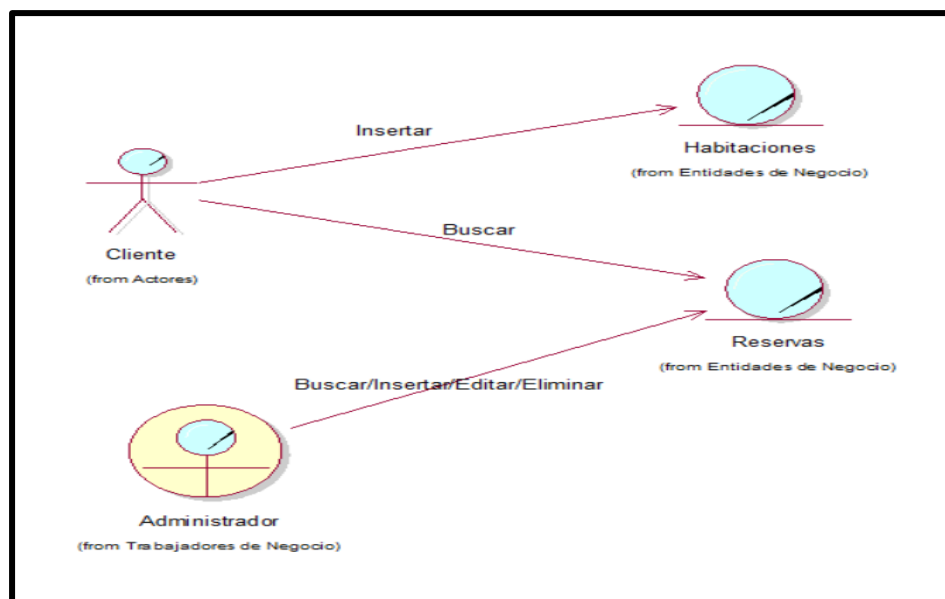 Insertar
Habitaciones
(from Entidades de Negocio)
Cliente
(from Actores)
Buscar
Reservas
(from Entidades de Negocio)
Buscar/Insertar/Editar/Eliminar
Administrador
(from Trabajadores de Negocio)